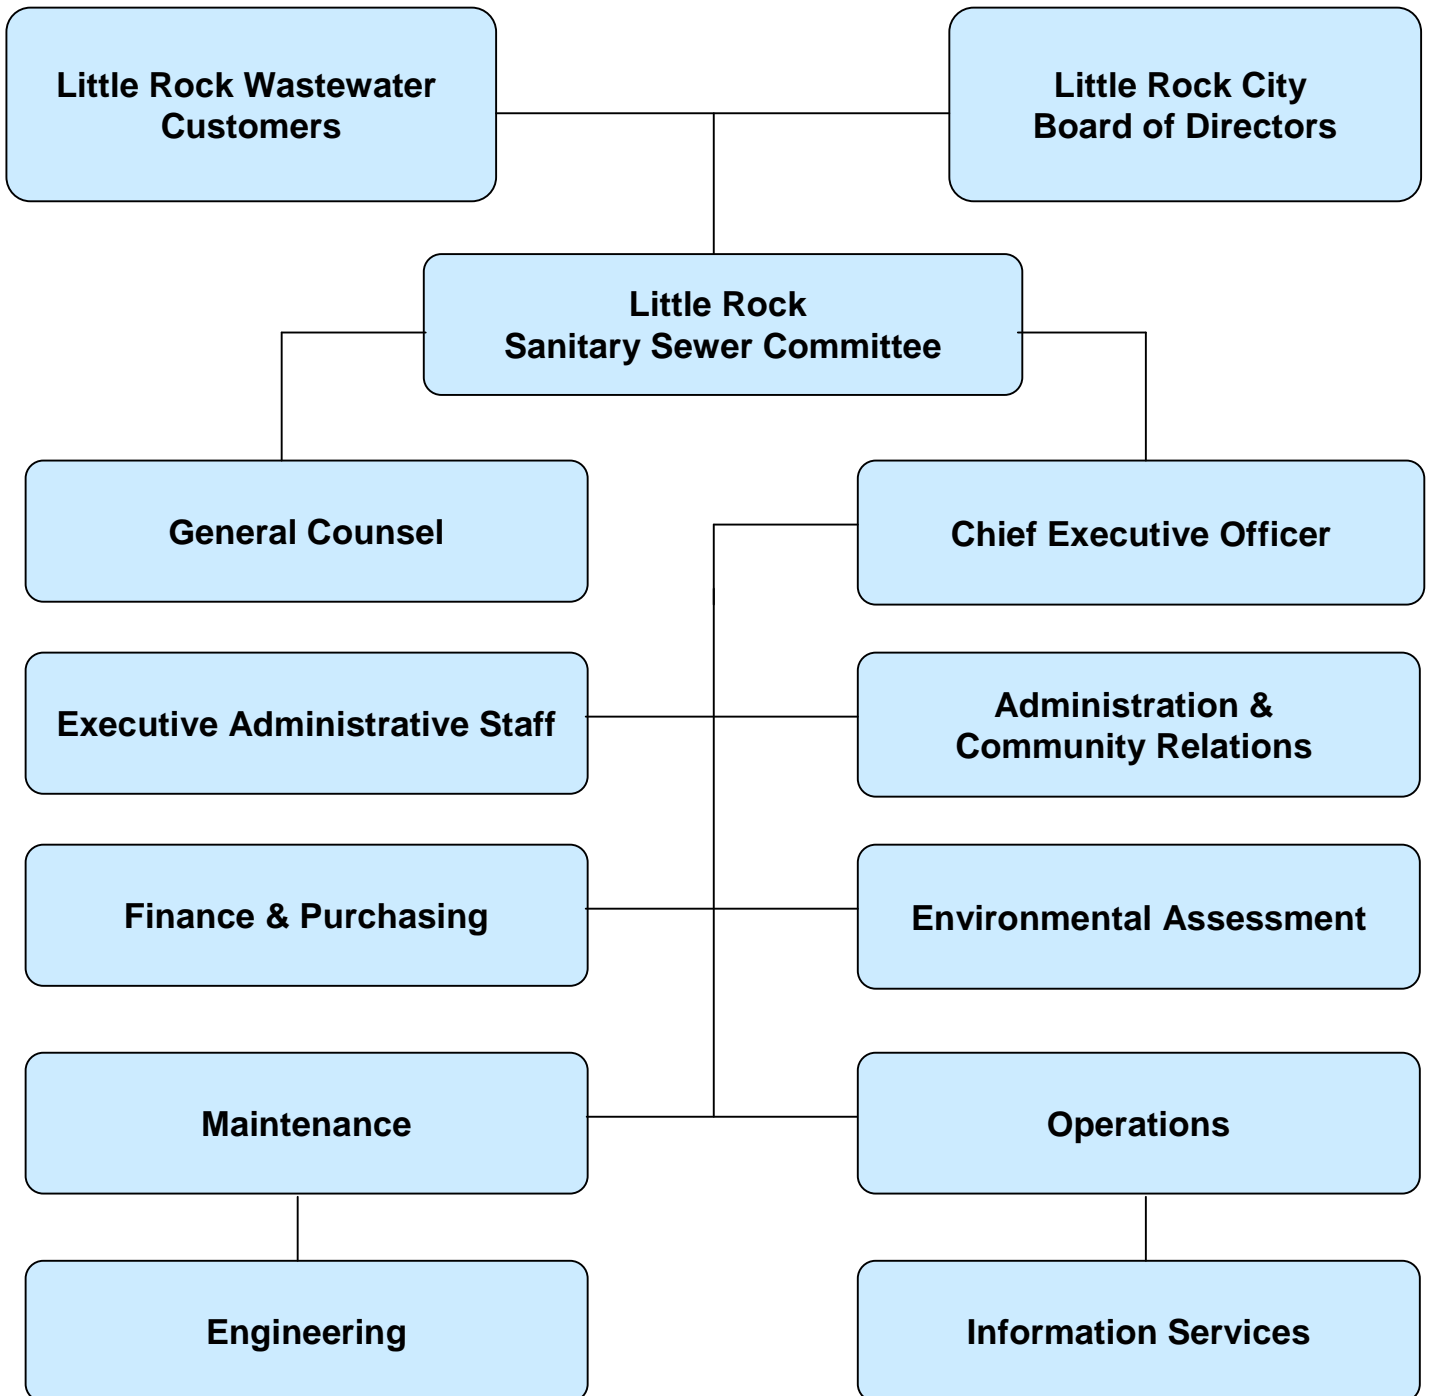 Little Rock Wastewater
Customers
Little Rock City
Board of Directors
Little Rock
Sanitary Sewer Committee
General Counsel
Chief Executive Officer
Executive Administrative Staff
Administration &
Community Relations
Finance & Purchasing
Environmental Assessment
Maintenance
Operations
Engineering
Information Services